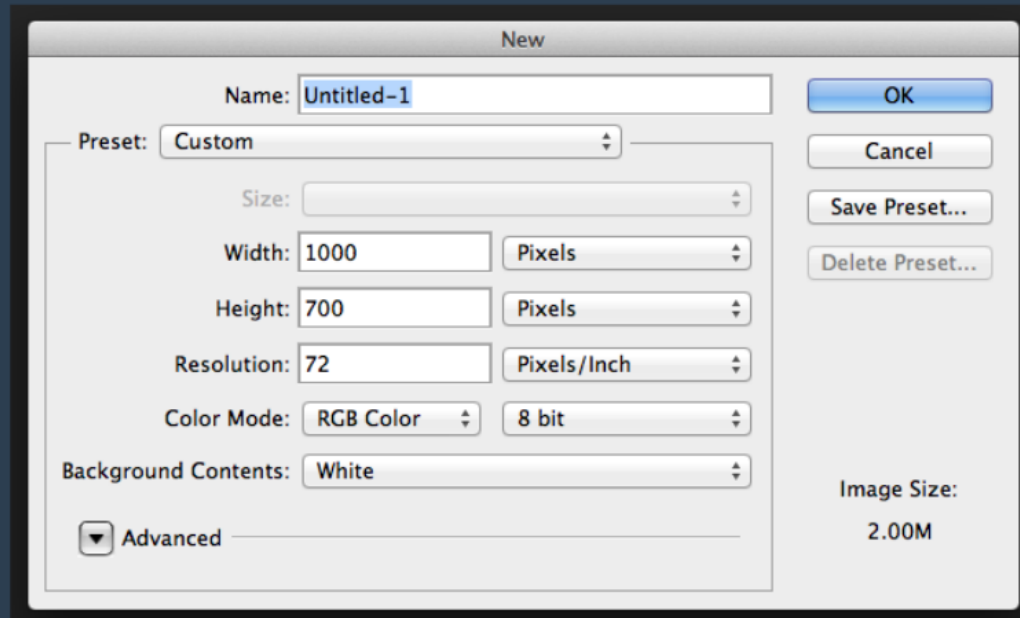 New
Name: Untitled-1
OK
Preset: Custom
Cancel
Size:
Save Preset...
Width: 1000 Pixels
Delete Preset...
Height: 700 Pixels
Resolution: 72 Pixels/Inch
Color Mode: RGB Color 8 bit
Background Contents: White
Image Size:
2.00M
Advanced